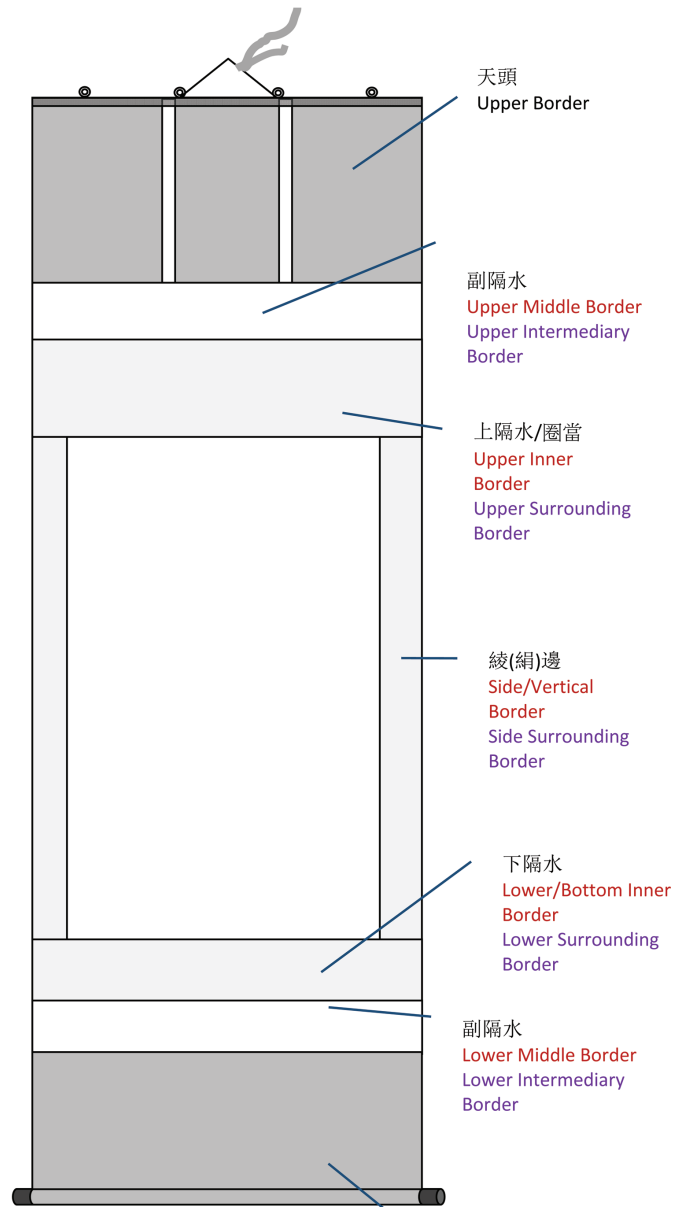 天頭
Upper Border
副隔水
Upper Middle Border
Upper Intermediary
Border
上隔水/圈當
Upper Inner
Border
Upper Surrounding
Border
綾(絹)邊
Side/Vertical
Border
Side Surrounding
Border
下隔水
Lower/Bottom Inner
Border
Lower Surrounding
Border
副隔水
Lower Middle Border
Lower Intermediary
Border